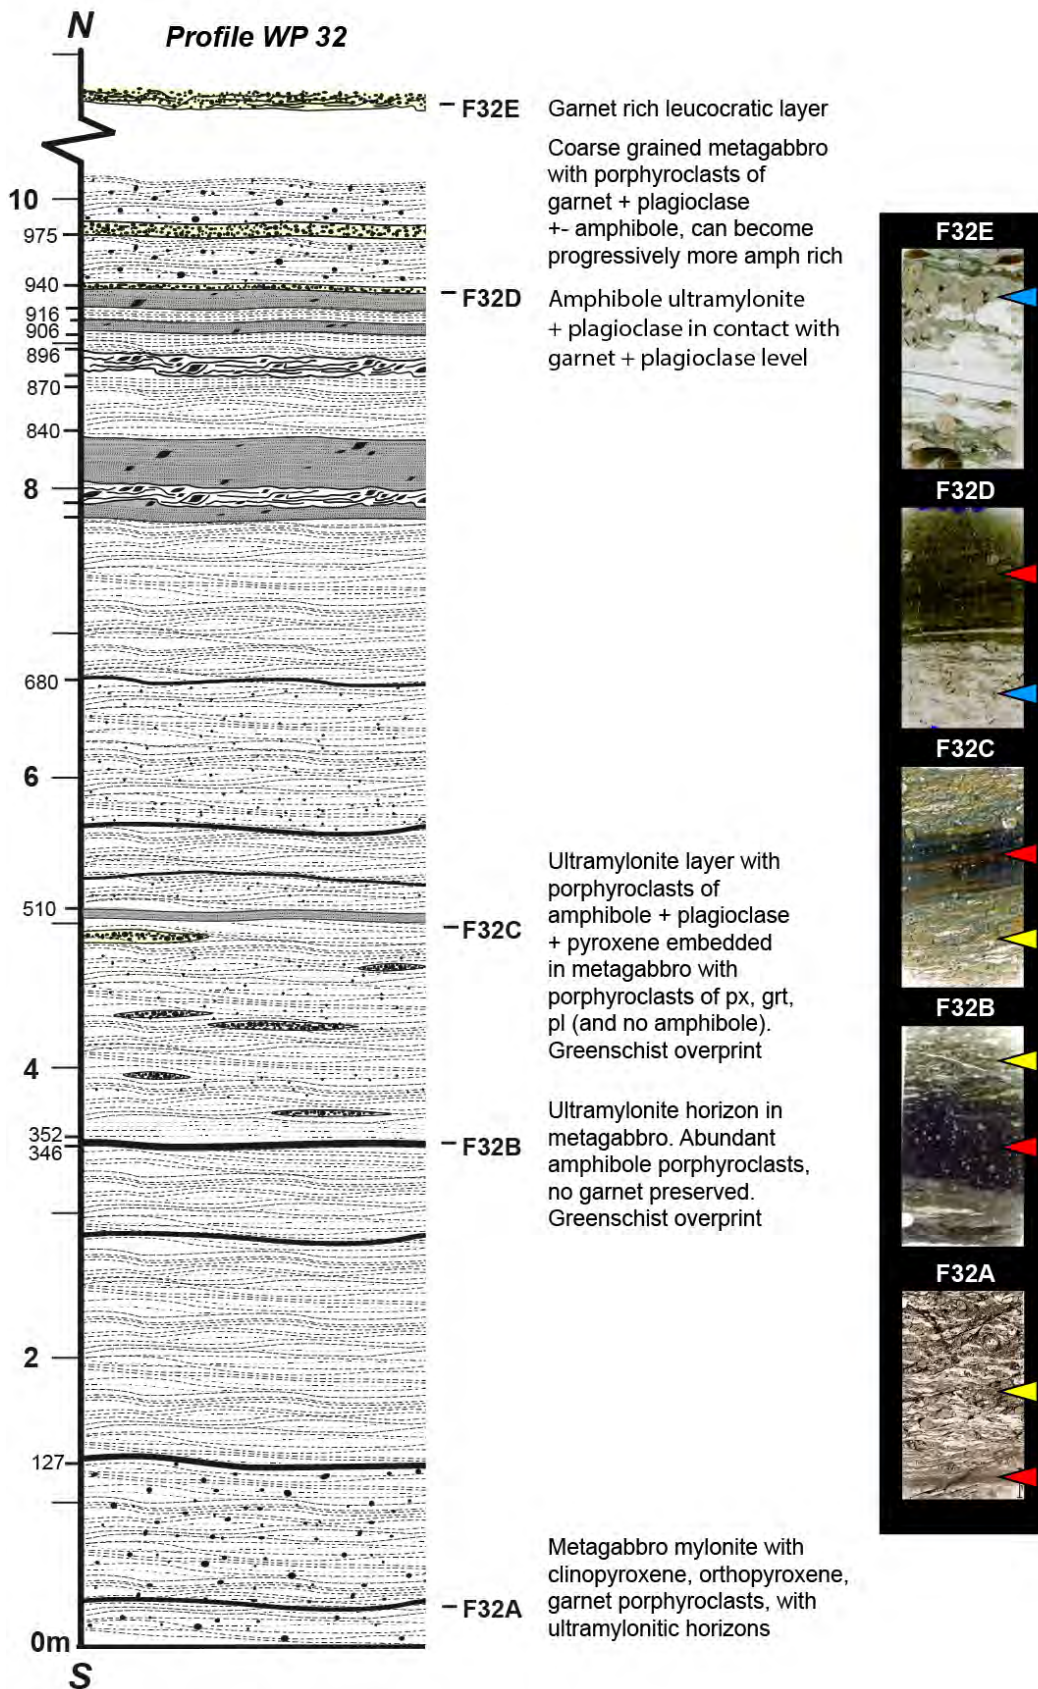 N
Profile WP 32
F32E
Garnet rich leucocratic layer
Coarse grained metagabbro
with porphyroclasts of
garnet + plagioclase
+- amphibole, can become
progressively more amph rich
10
975
940
916
906
896
870
840
8
680
6
510
4
352
346
2
127
0m
S
F32D
Amphibole ultramylonite
+ plagioclase in contact with
garnet + plagioclase level
F32C
Ultramylonite layer with
porphyroclasts of
amphibole + plagioclase
+ pyroxene embedded
in metagabbro with
porphyroclasts of px, grt,
pl (and no amphibole).
Greenschist overprint
F32B
Ultramylonite horizon in
metagabbro. Abundant
amphibole porphyroclasts,
no garnet preserved.
Greenschist overprint
F32A
Metagabbro mylonite with
clinopyroxene, orthopyroxene,
garnet porphyroclasts, with
ultramylonitic horizons
F32E
F32D
F32C
F32B
F32A